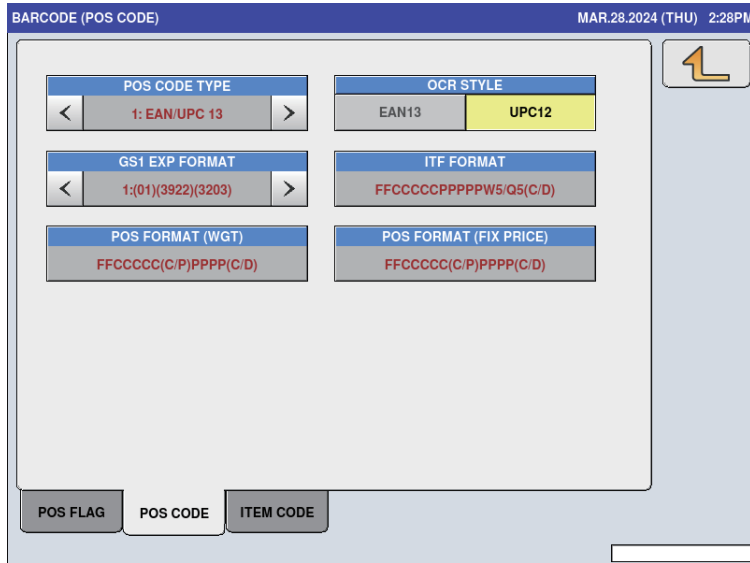 BARCODE (POS CODE) MAR.28.2024 (THU) 2:28PM
POS CODE TYPE
1: EAN/UPC 13
OCR STYLE
EAN13 UPC12
GS1 EXP FORMAT
1:(01)(3922)(3203)
ITF FORMAT
FFCCCCCPPPPPW5/Q5(C/D)
POS FORMAT (WGT)
FFCCCCC(C/P)PPPP(C/D)
POS FORMAT (FIX PRICE)
FFCCCCC(C/P)PPPP(C/D)
POS FLAG POS CODE ITEM CODE